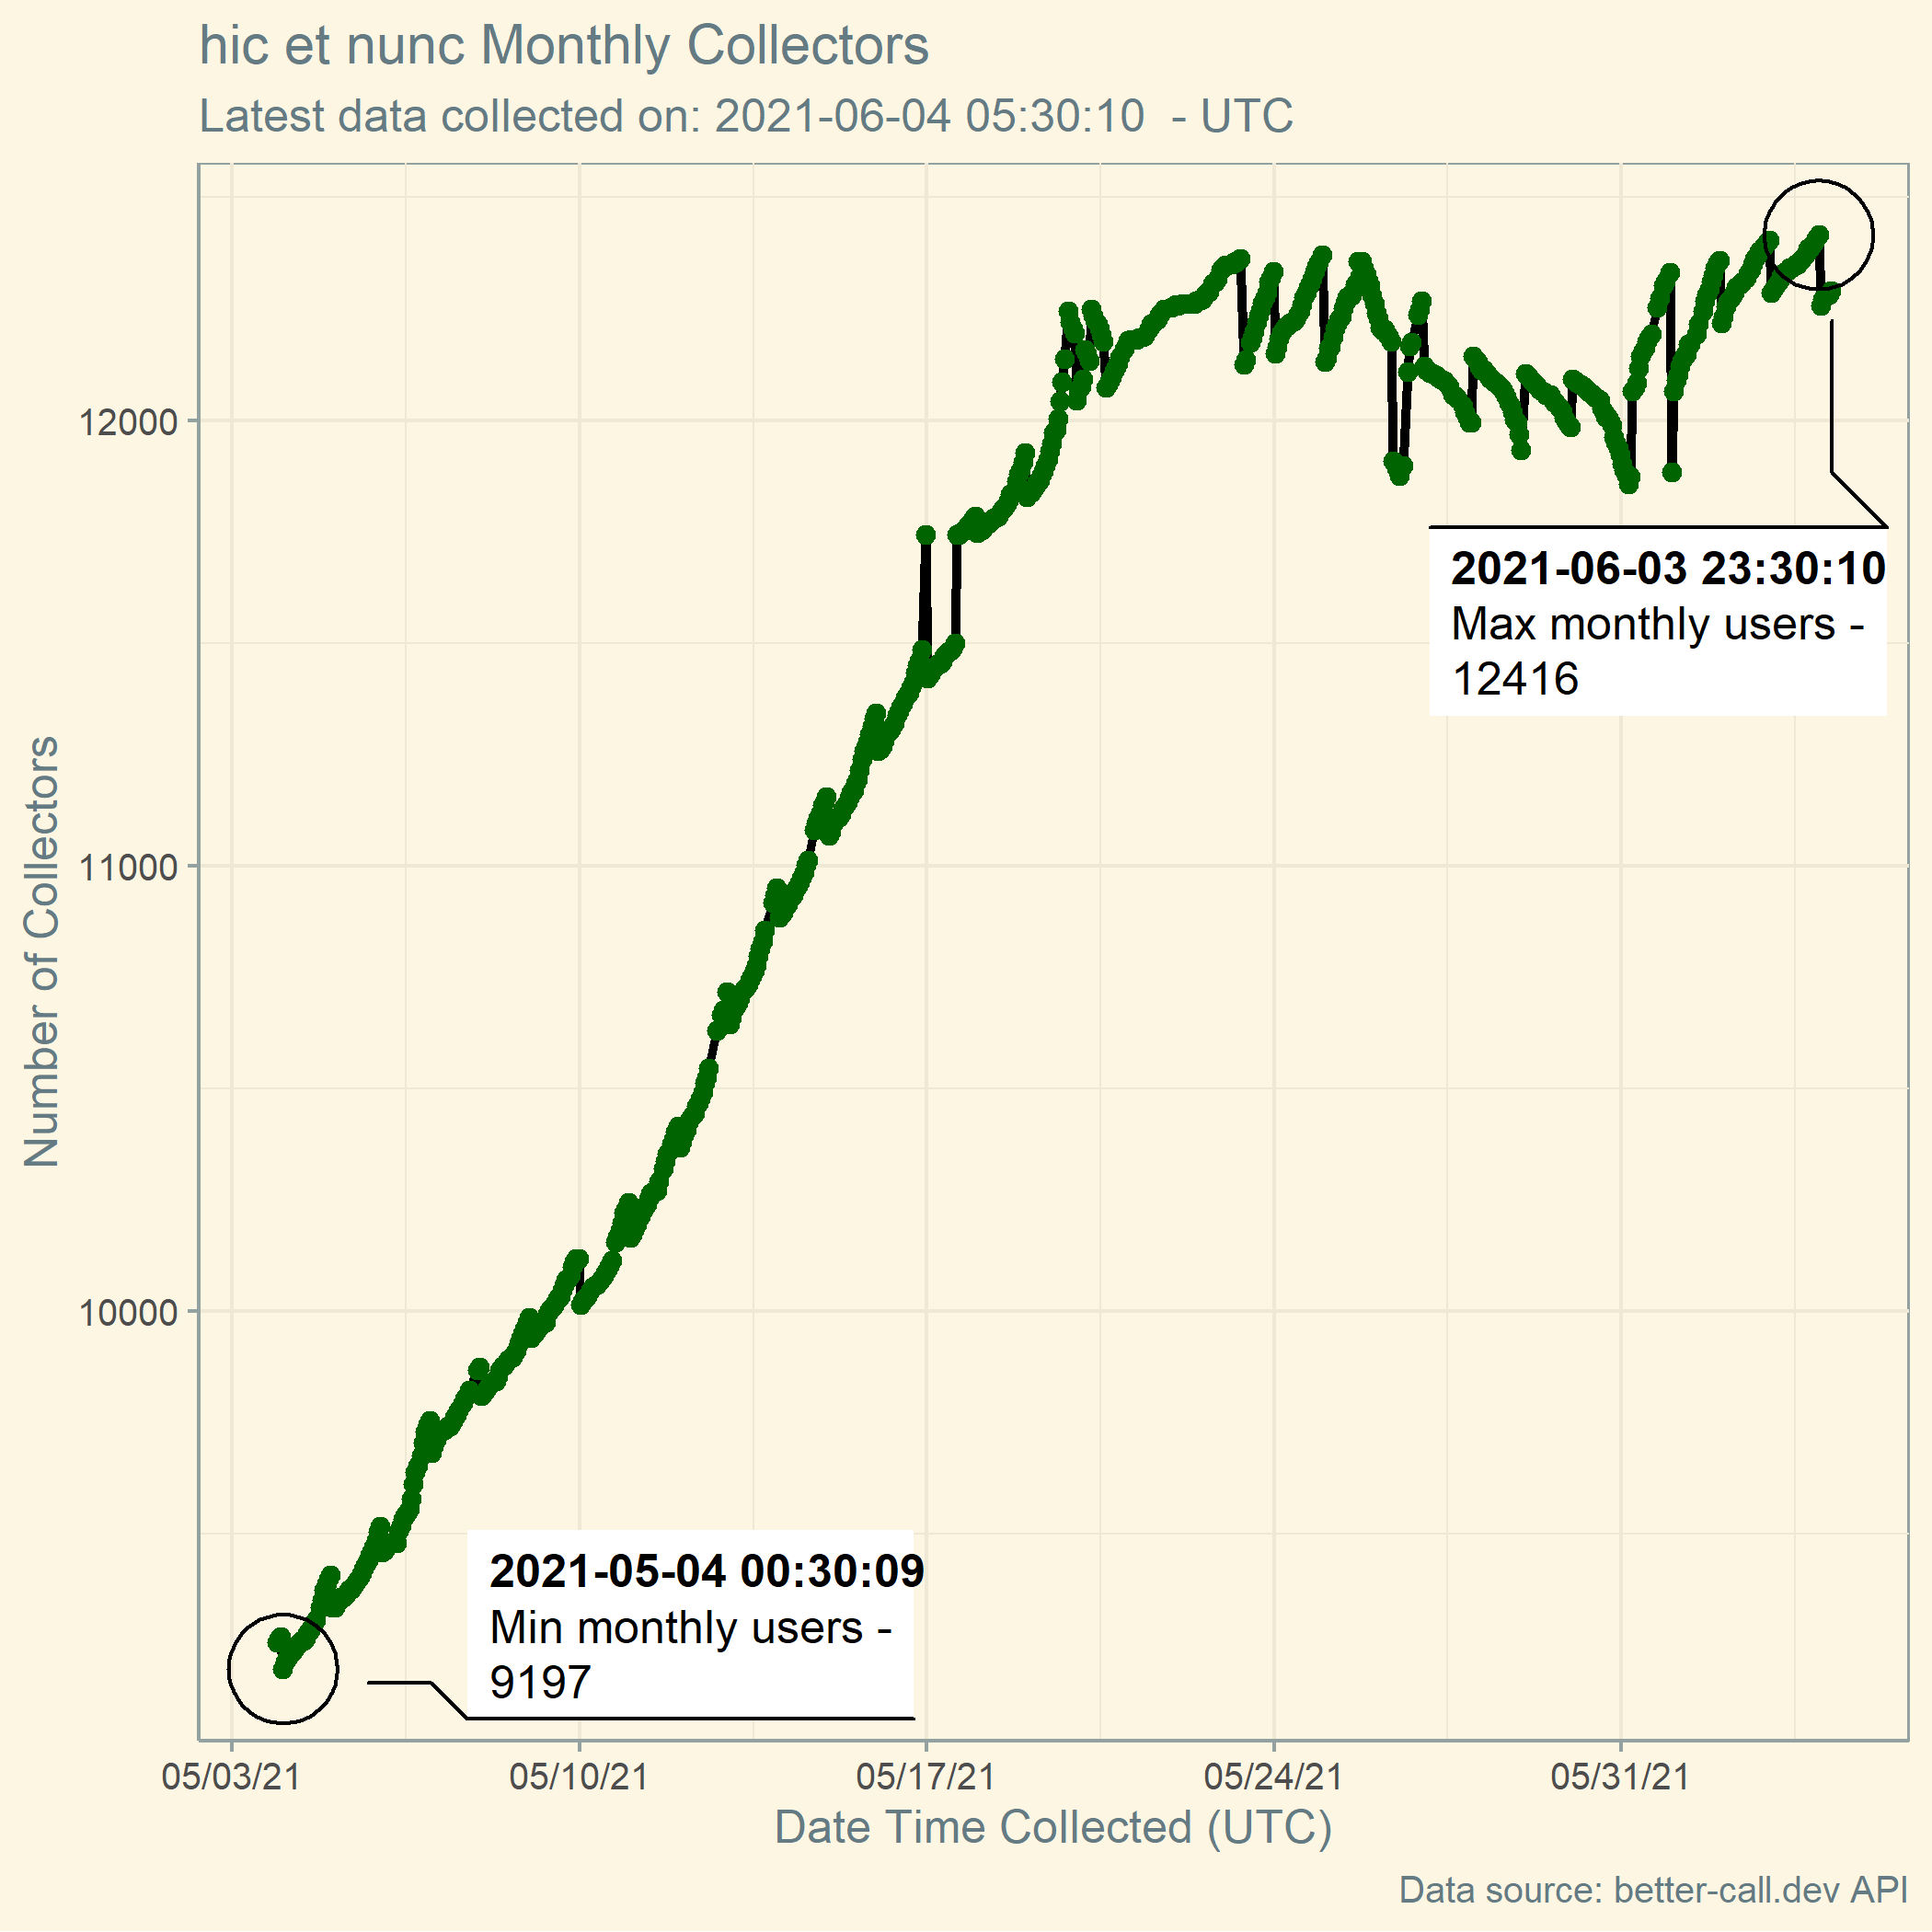 hic et nunc Monthly Collectors
Latest data collected on: 2021-06-04 05:30:10  - UTC
Number of Collectors
12000
11000
10000
2021-06-03 23:30:10
Max monthly users -
12416
2021-05-04 00:30:09
Min monthly users -
9197
05/03/21 05/10/21 05/17/21 05/24/21 05/31/21
Date Time Collected (UTC)
Data source: better-call.dev API